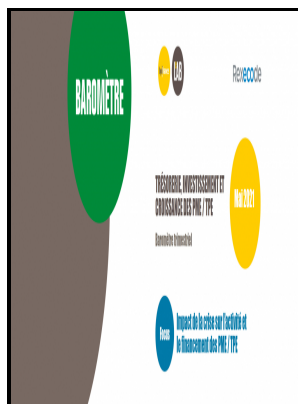 BAROMÈTRE
LAB
Rexecode
TRÉSORERIE, INVESTISSEMENT ET
CROISSANCE DES PME / TPE
Baromètre trimestriel
Mai 2021
Focus
Impact de la crise sur l'activité et
le financement des PME / TPE